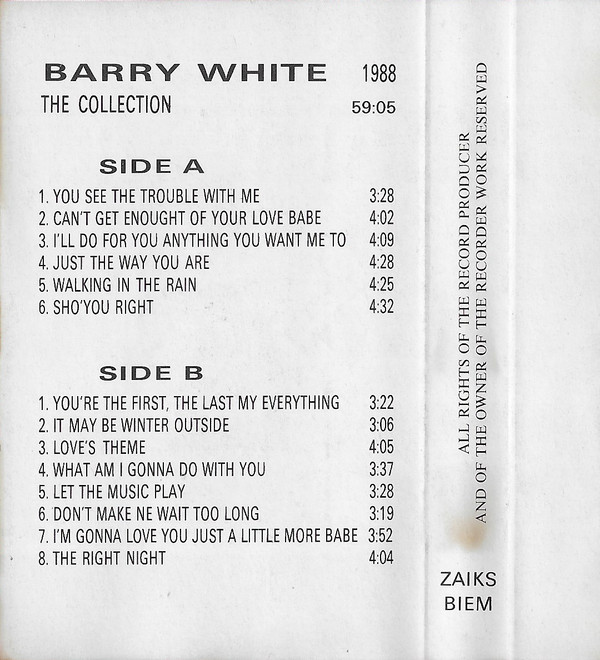 BARRY WHITE 1988
THE COLLECTION 59:05
SIDE A
1. YOU SEE THE TROUBLE WITH ME 3:28
2. CAN'T GET ENOUGHT OF YOUR LOVE BABE 4:02
3. I'LL DO FOR YOU ANYTHING YOU WANT ME TO 4:09
4. JUST THE WAY YOU ARE 4:28
5. WALKING IN THE RAIN 4:25
6. SHO'YOU RIGHT 4:32
SIDE B
1. YOU'RE THE FIRST, THE LAST MY EVERYTHING 3:22
2. IT MAY BE WINTER OUTSIDE 3:06
3. LOVE'S THEME 4:05
4. WHAT AM I GONNA DO WITH YOU 3:37
5. LET THE MUSIC PLAY 3:28
6. DON'T MAKE NE WAIT TOO LONG 3:19
7. I'M GONNA LOVE YOU JUST A LITTLE MORE BABE 3:52
8. THE RIGHT NIGHT 4:04
ALL RIGHTS OF THE RECORD PRODUCER
AND OF THE OWNER OF THE RECORDER WORK RESERVED
ZAIKS
BIEM